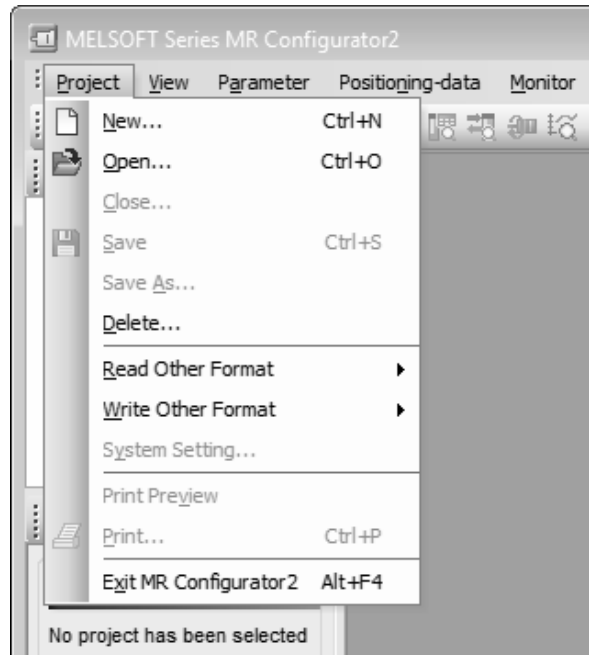 MELSOFT Series MR Configurator2
Project View Parameter Positioning-data Monitor
New... Ctrl+N
Open... Ctrl+O
Close...
Save Ctrl+S
Save As...
Delete...
Read Other Format
Write Other Format
System Setting...
Print Preview
Print... Ctrl+P
Exit MR Configurator2 Alt+F4
No project has been selected